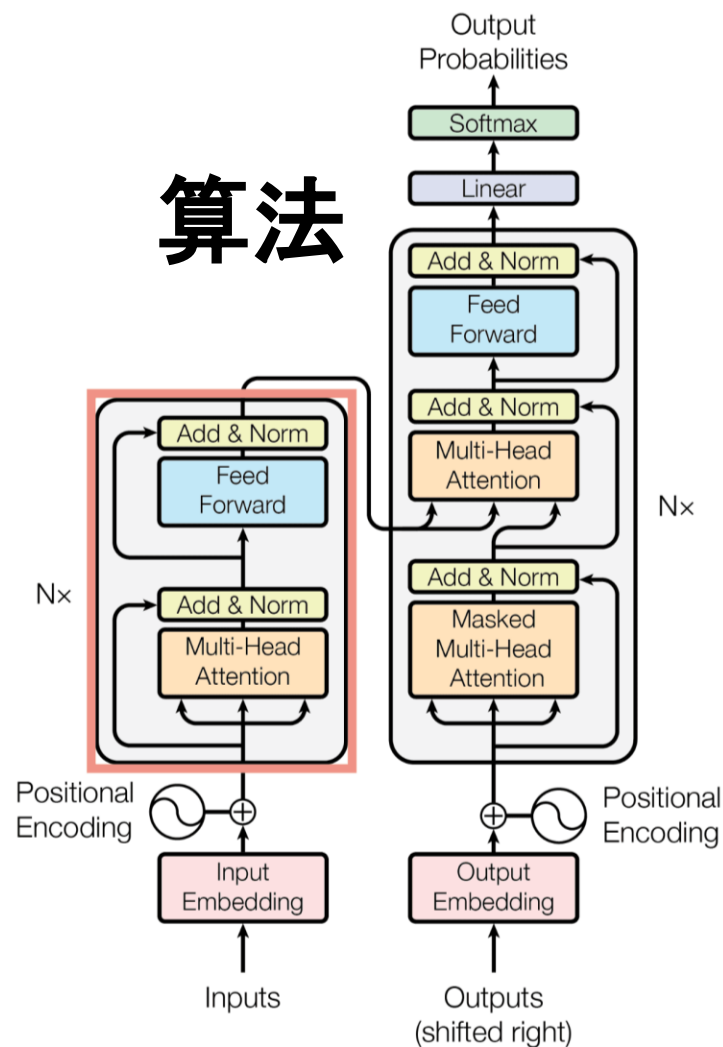 Output
Probabilities
Softmax
Linear
算法
Add & Norm
Feed
Forward
Add & Norm
Multi-Head
Attention
Add & Norm
Masked
Multi-Head
Attention
N×
Add & Norm
Feed
Forward
Add & Norm
Multi-Head
Attention
N×
Positional
Encoding
Positional
Encoding
Input
Embedding
Output
Embedding
Inputs
Outputs
(shifted right)